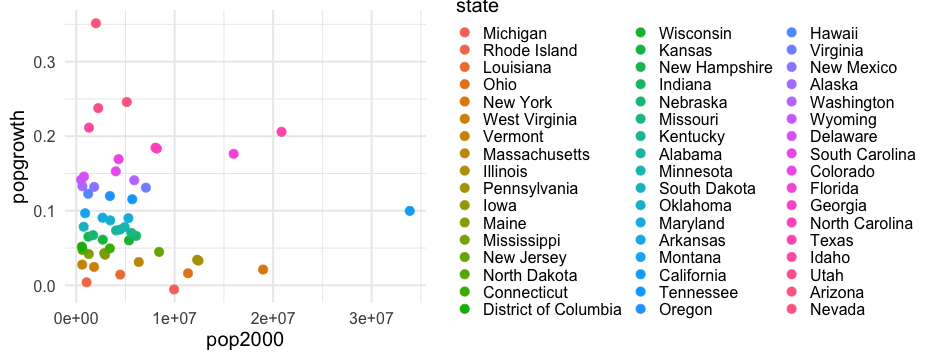 state
popgrowth
0.3
0.2
0.1
0.0
0e+00 1e+07 2e+07 3e+07
pop2000
Michigan
Rhode Island
Louisiana
Ohio
New York
West Virginia
Vermont
Massachusetts
Illinois
Pennsylvania
Iowa
Maine
Mississippi
New Jersey
North Dakota
Connecticut
District of Columbia
Wisconsin
Kansas
New Hampshire
Indiana
Nebraska
Missouri
Kentucky
Alabama
Minnesota
South Dakota
Oklahoma
Maryland
Arkansas
Montana
California
Tennessee
Oregon
Hawaii
Virginia
New Mexico
Alaska
Washington
Wyoming
Delaware
South Carolina
Colorado
Florida
Georgia
North Carolina
Texas
Idaho
Utah
Arizona
Nevada